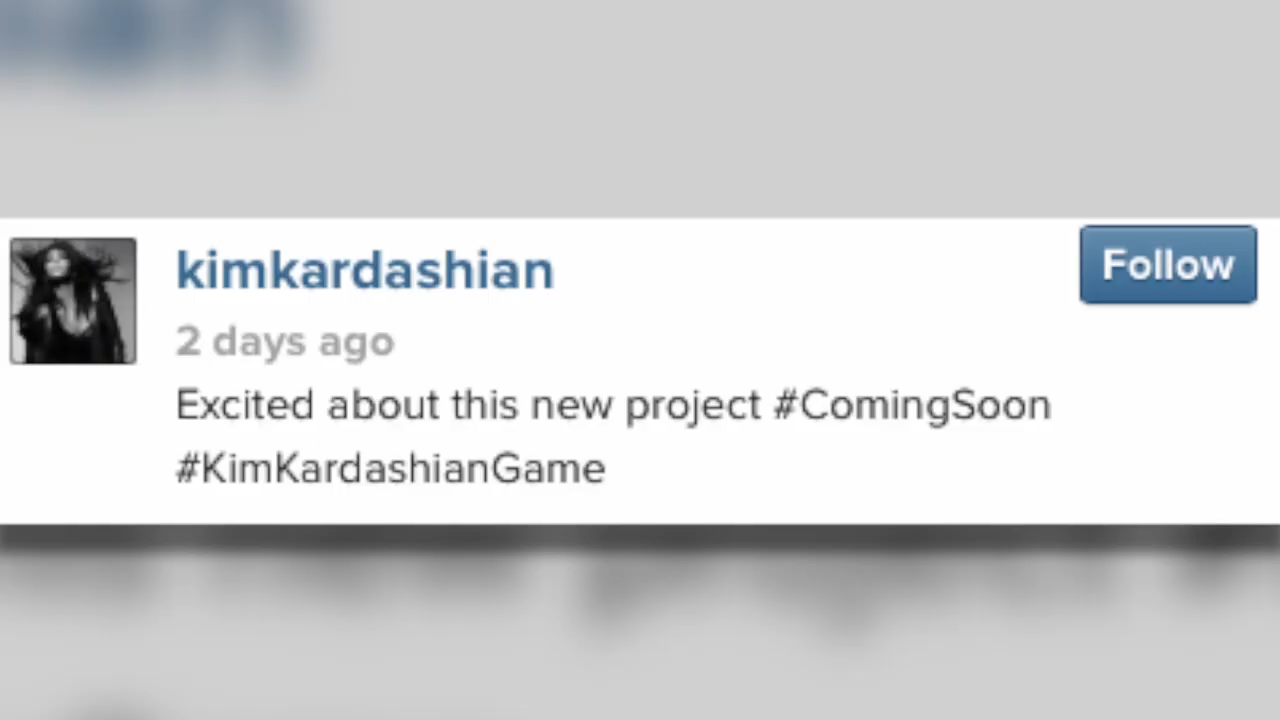 kimkardashian
Follow
2 days ago
Excited about this new project #ComingSoon
#KimKardashianGame